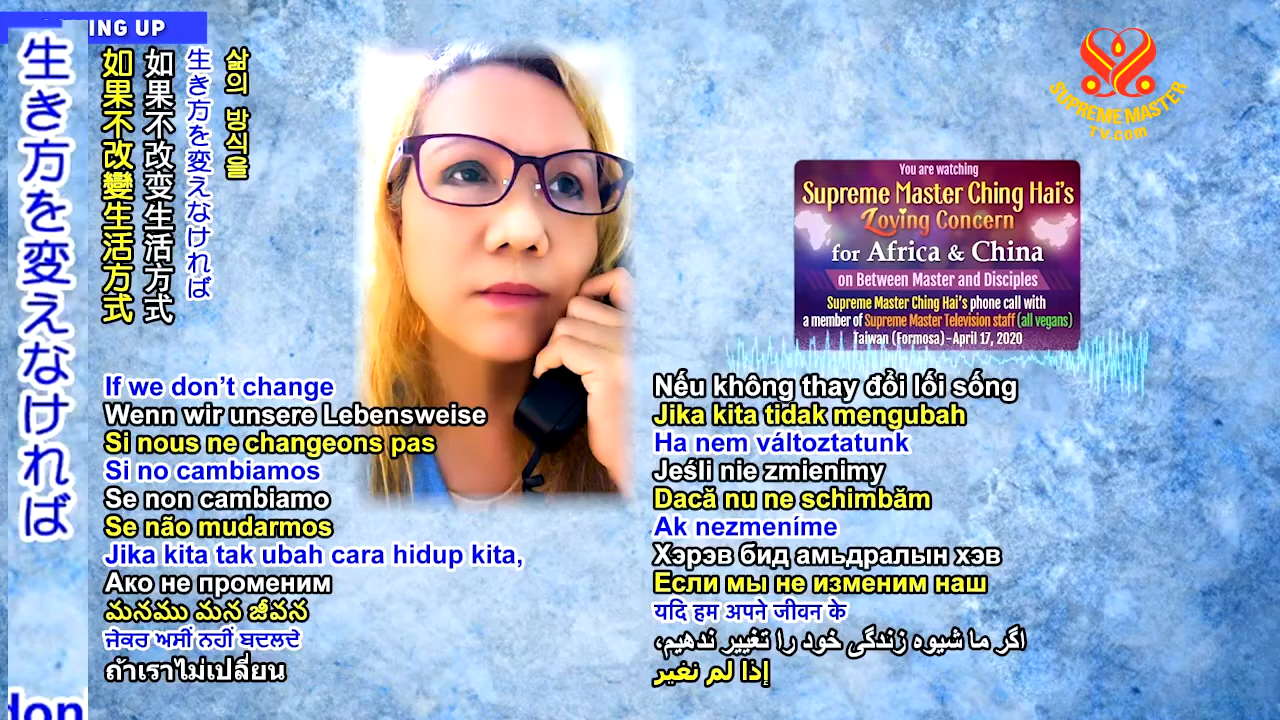 ING UP
生き方を変えなければ
如果不改變生活方式
如果不改变生活方式
生き方を変えなければ
삶의 방식을
SUPREME MASTER
TV.com
You are watching
Supreme Master Ching Hai's
Loving Concern
for Africa & China
on Between Master and Disciples
Supreme Master Ching Hai's phone call with
a member of Supreme Master Television staff (all vegans)
Taiwan (Formosa)-April 17, 2020
If we don't change
Wenn wir unsere Lebensweise
Si nous ne changeons pas
Si no cambiamos
Se non cambiamo
Se não mudarmos
Jika kita tak ubah cara hidup kita,
Ако не променим
మనము మన జీవన
ਜੇਕਰ ਅਸੀਂ ਨਹੀਂ ਬਦਲਦੇ
ถ้าเราไม่เปลี่ยน
Nếu không thay đổi lối sống
Jika kita tidak mengubah
Ha nem változtatunk
Jeśli nie zmienimy
Dacă nu ne schimbăm
Ak nezmeníme
Хэрэв бид амьдралын хэв
Если мы не изменим наш
यदि हम अपने जीवन के
اگر ما شیوه زندگی خود را تغییر ندهیم،
إذا لم نغير
don